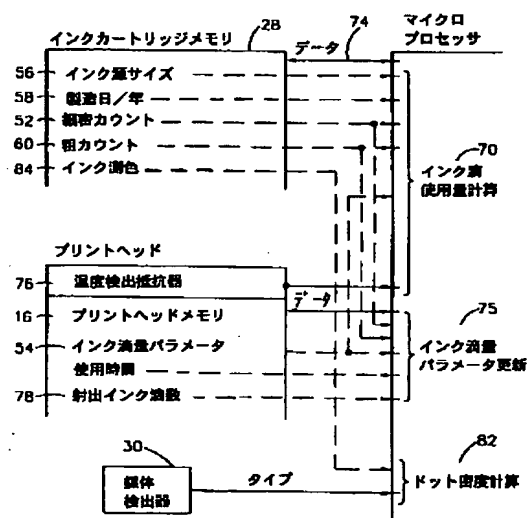 インクカートリッジメモリ
28
データ
74
マイクロ
プロセッサ
56 インク源サイズ
58 製造日/年
52 細密カウント
60 粗カウント
84 インク測色
70
インク滴
使用量計算
プリントヘッド
76 温度検出抵抗器
データ
16 プリントヘッドメモリ
54 インク滴量パラメータ
使用時間
78 射出インク滴数
75
インク滴量
パラメータ更新
30
媒体
検出器
タイプ
82
ドット密度計算